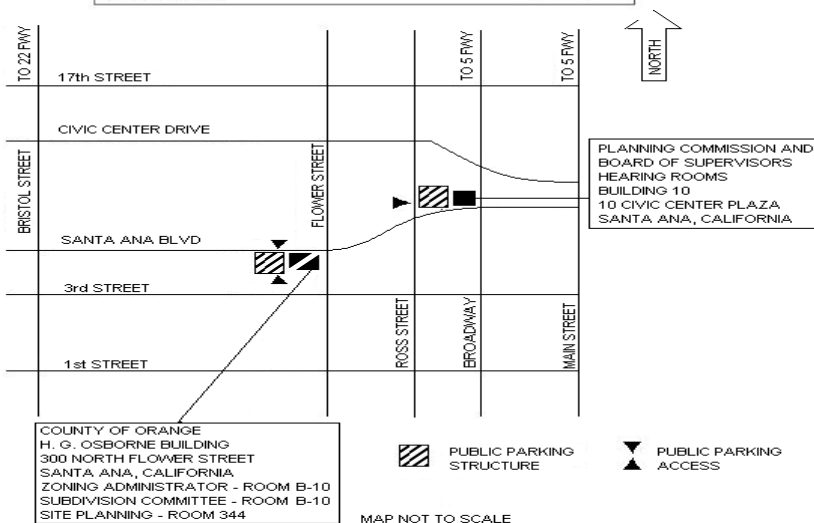 TO 22 FWY
TO 5 FWY
TO 5 FWY
NORTH
17th STREET
CIVIC CENTER DRIVE
BRISTOL STREET
FLOWER STREET
PLANNING COMMISSION AND
BOARD OF SUPERVISORS
HEARING ROOMS
BUILDING 10
10 CIVIC CENTER PLAZA
SANTA ANA, CALIFORNIA
SANTA ANA BLVD
3rd STREET
ROSS STREET
BROADWAY
MAIN STREET
1st STREET
COUNTY OF ORANGE
H. G. OSBORNE BUILDING
300 NORTH FLOWER STREET
SANTA ANA, CALIFORNIA
ZONING ADMINISTRATOR - ROOM B-10
SUBDIVISION COMMITTEE - ROOM B-10
SITE PLANNING - ROOM 344
PUBLIC PARKING
STRUCTURE
PUBLIC PARKING
ACCESS
MAP NOT TO SCALE